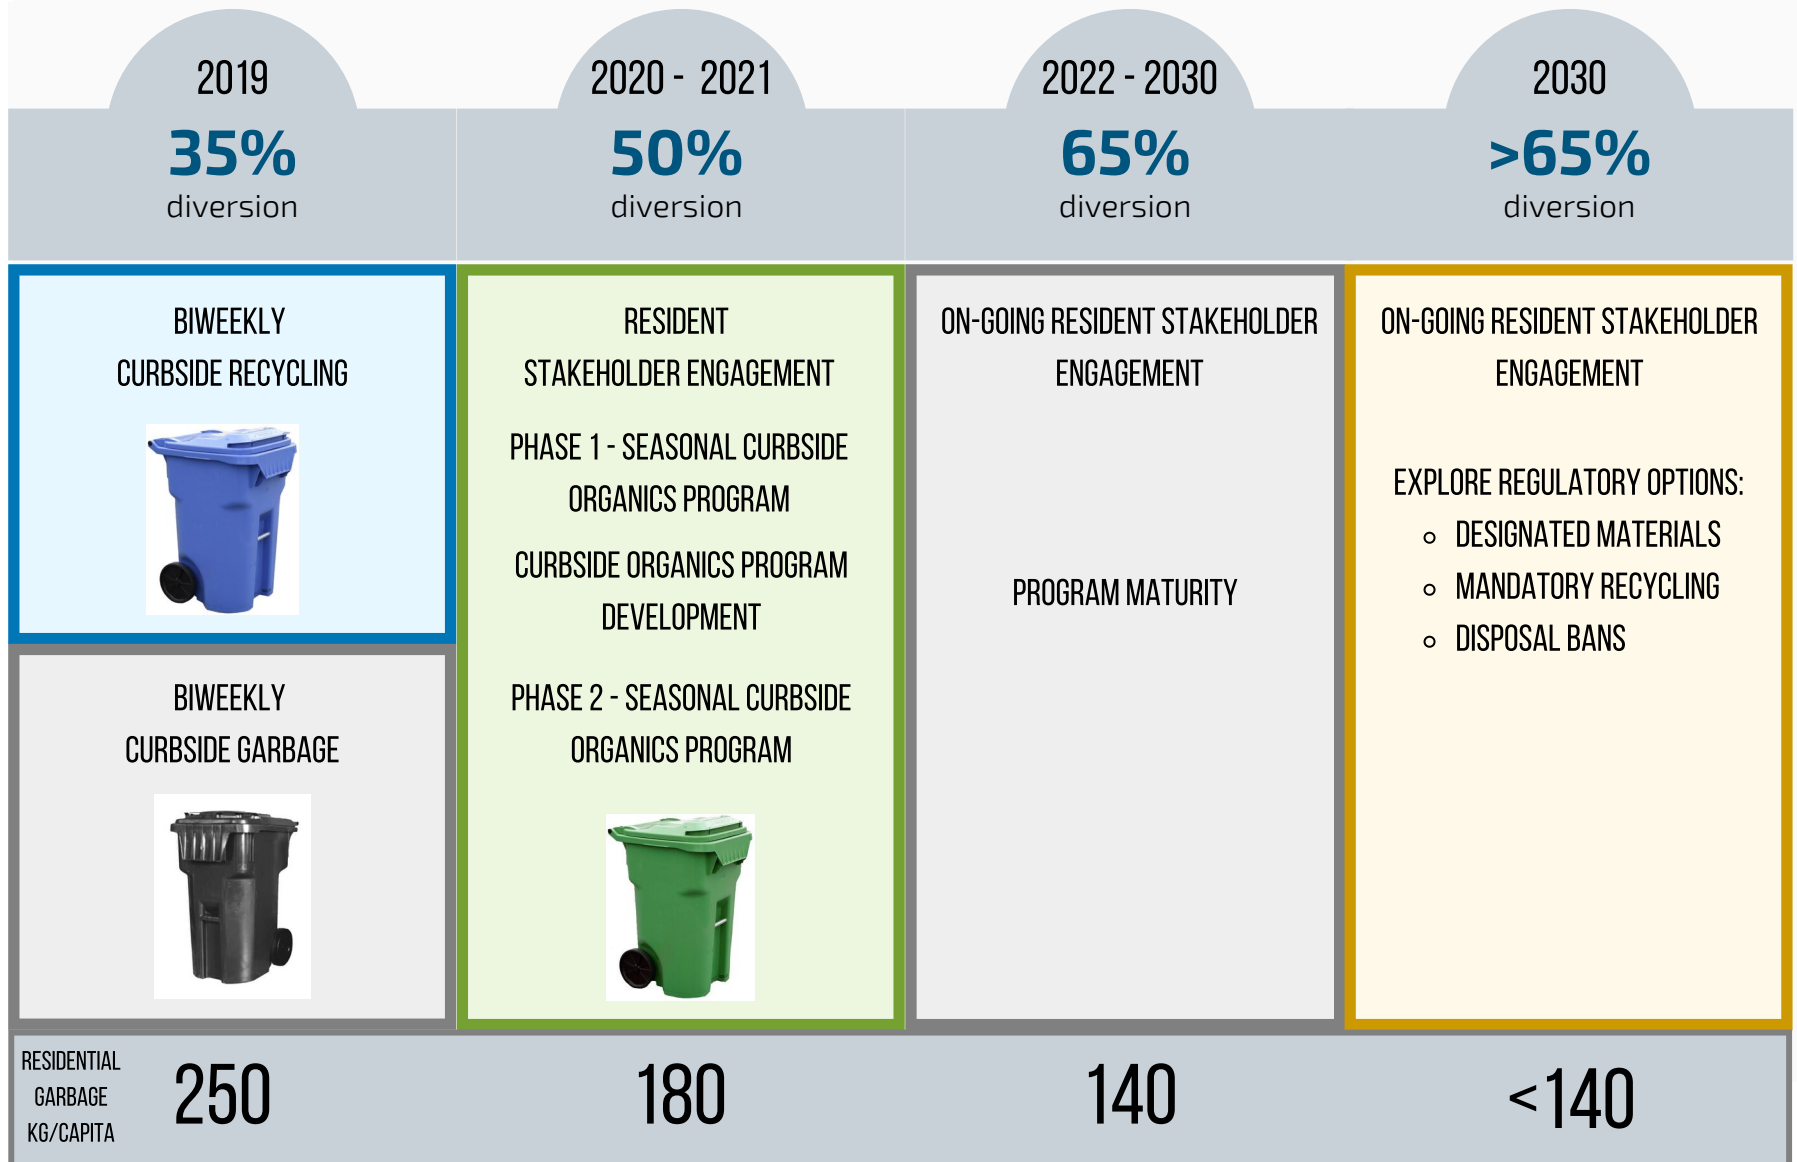 2019
35%
diversion
BIWEEKLY
CURBSIDE RECYCLING
BIWEEKLY
CURBSIDE GARBAGE
2020 - 2021
50%
diversion
RESIDENT
STAKEHOLDER ENGAGEMENT
PHASE 1 - SEASONAL CURBSIDE
ORGANICS PROGRAM
CURBSIDE ORGANICS PROGRAM
DEVELOPMENT
PHASE 2 - SEASONAL CURBSIDE
ORGANICS PROGRAM
2022 - 2030
65%
diversion
ON-GOING RESIDENT STAKEHOLDER
ENGAGEMENT
PROGRAM MATURITY
2030
>65%
diversion
ON-GOING RESIDENT STAKEHOLDER
ENGAGEMENT
EXPLORE REGULATORY OPTIONS:
DESIGNATED MATERIALS
MANDATORY RECYCLING
DISPOSAL BANS
RESIDENTIAL
GARBAGE
KG/CAPITA
250
180
140
<140